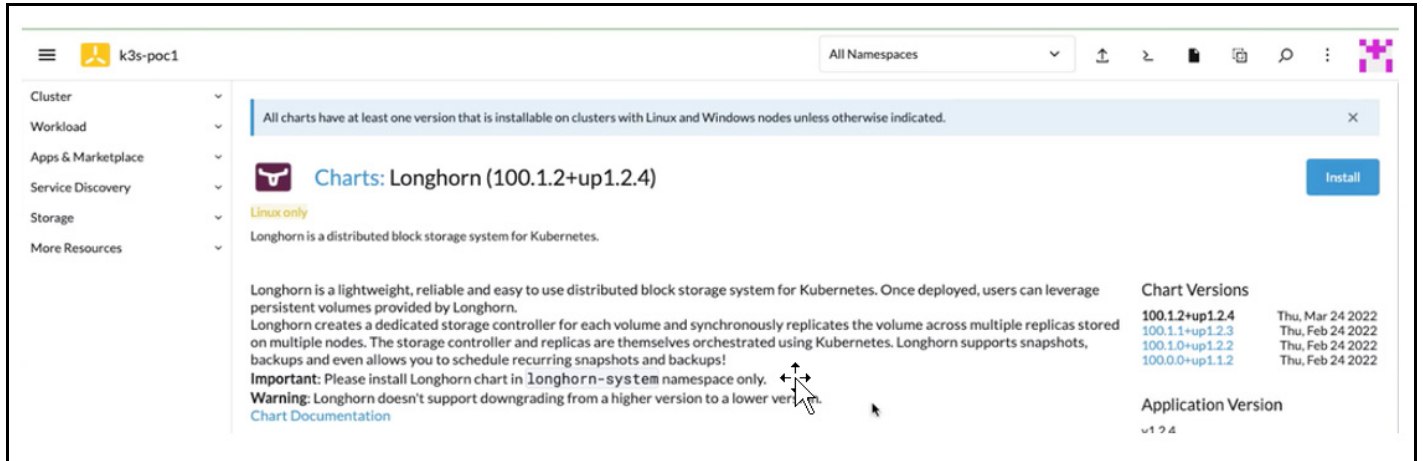 k3s-poc1
All Namespaces
Cluster
Workload
Apps & Marketplace
Service Discovery
Storage
More Resources
All charts have at least one version that is installable on clusters with Linux and Windows nodes unless otherwise indicated.
Charts: Longhorn (100.1.2+up1.2.4)
Install
Linux only
Longhorn is a distributed block storage system for Kubernetes.
Longhorn is a lightweight, reliable and easy to use distributed block storage system for Kubernetes. Once deployed, users can leverage
persistent volumes provided by Longhorn.
Longhorn creates a dedicated storage controller for each volume and synchronously replicates the volume across multiple replicas stored
on multiple nodes. The storage controller and replicas are themselves orchestrated using Kubernetes. Longhorn supports snapshots,
backups and even allows you to schedule recurring snapshots and backups!
Important: Please install Longhorn chart in longhorn-system namespace only.
Warning: Longhorn doesn't support downgrading from a higher version to a lower version.
Chart Documentation
Chart Versions
100.1.2+up1.2.4 Thu, Mar 24 2022
100.1.1+up1.2.3 Thu, Feb 24 2022
100.1.0+up1.2.2 Thu, Feb 24 2022
100.0.0+up1.1.2 Thu, Feb 24 2022
Application Version
v1.2.4